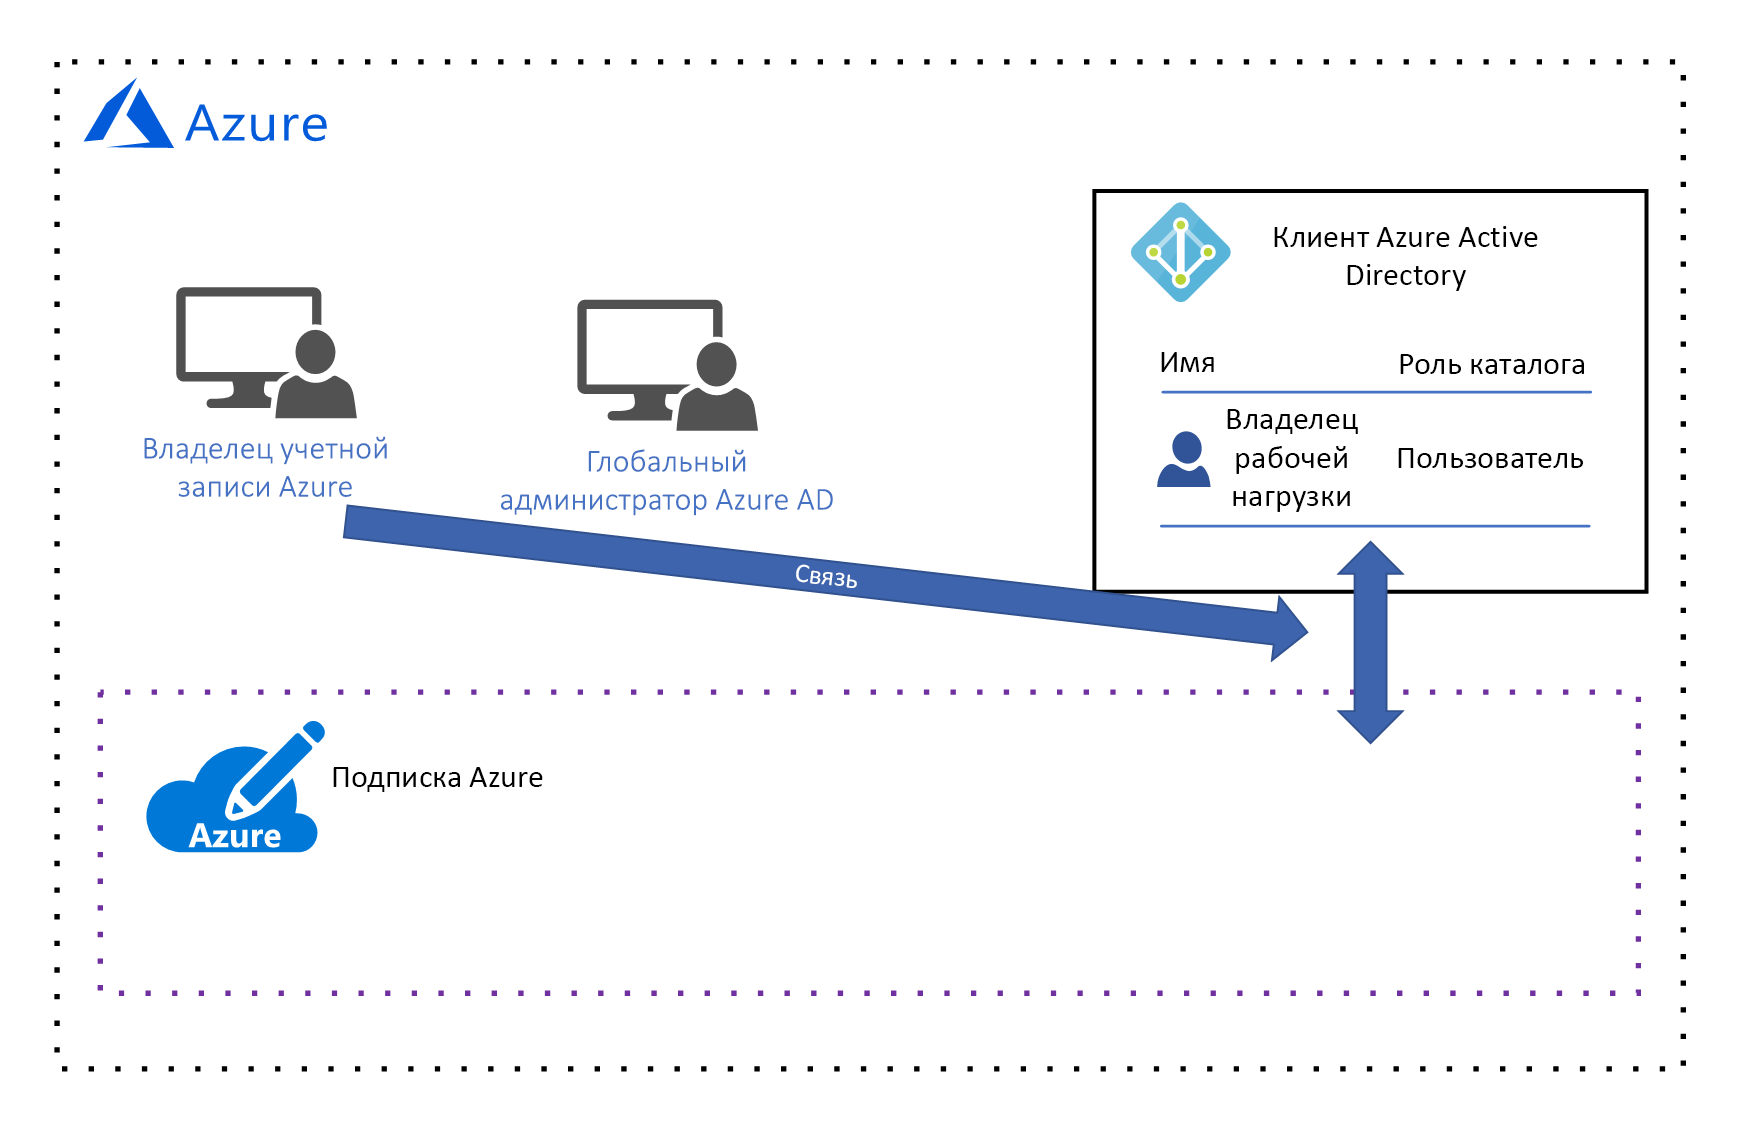 Azure
Клиент Azure Active
Directory
Имя
Роль каталога
Владелец
рабочей
нагрузки
Пользователь
Владелец учетной
записи Azure
Глобальный
администратор Azure AD
Связь
Подписка Azure
Azure